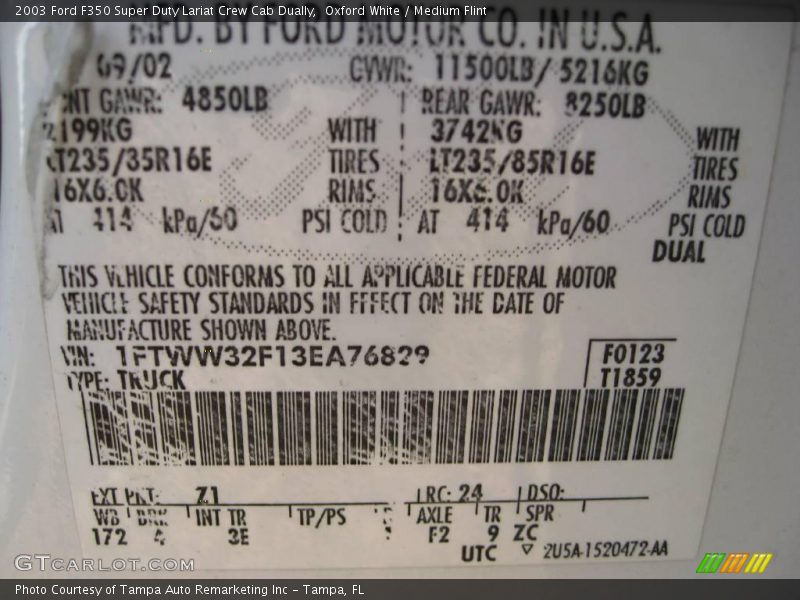 2003 Ford F350 Super Duty Lariat Crew Cab Dually,  Oxford White / Medium Flint
MFD. BY FORD MOTOR CO. IN U.S.A.
09/02 GVWR: 11500LB/ 5216KG
NT GAWR: 4850LB REAR GAWR: 8250LB
2199KG WITH 3742KG WITH
LT235/85R16E TIRES LT235/85R16E TIRES
16X6.0K RIMS 16X6.0K RIMS
AT 414 kPa/60 PSI COLD AT 414 kPa/60 PSI COLD
DUAL
THIS VEHICLE CONFORMS TO ALL APPLICABLE FEDERAL MOTOR
VEHICLE SAFETY STANDARDS IN EFFECT ON THE DATE OF
MANUFACTURE SHOWN ABOVE.
VIN: 1FTWW32F13EA76829 F0123
TYPE: TRUCK T1859
EXT PNT: Z1 RC: 24 DSO:
WB BRK INT TR TP/PS AXLE TR SPR
172 4 3E F2 9 ZC
UTC ▽ 2U5A-1520472-AA
GTCARLOT.COM
Photo Courtesy of Tampa Auto Remarketing Inc – Tampa, FL